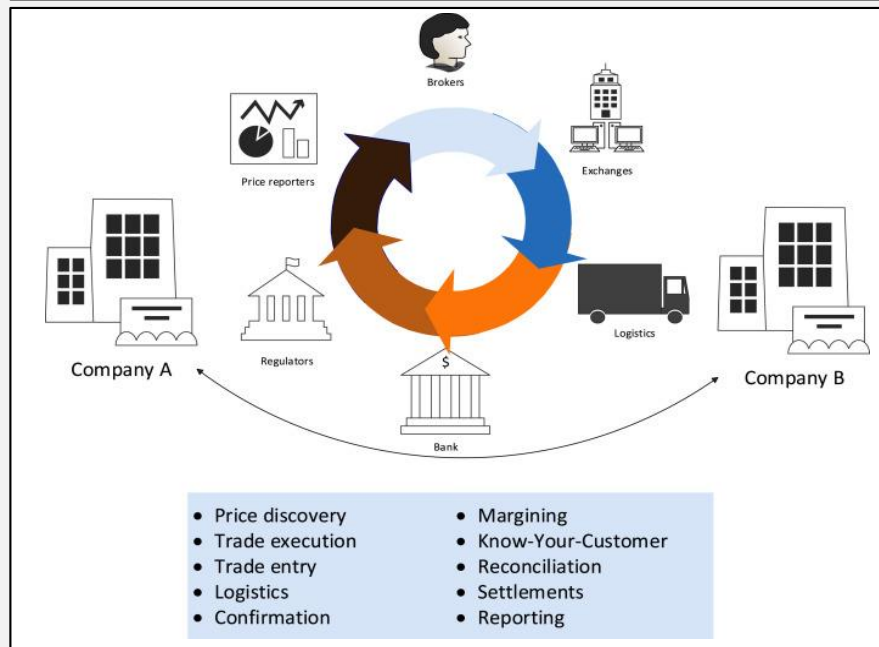 Brokers
Price reporters
Exchanges
Regulators
Logistics
Company A
Company B
$
Bank
• Price discovery
• Trade execution
• Trade entry
• Logistics
• Confirmation
• Margining
• Know-Your-Customer
• Reconciliation
• Settlements
• Reporting